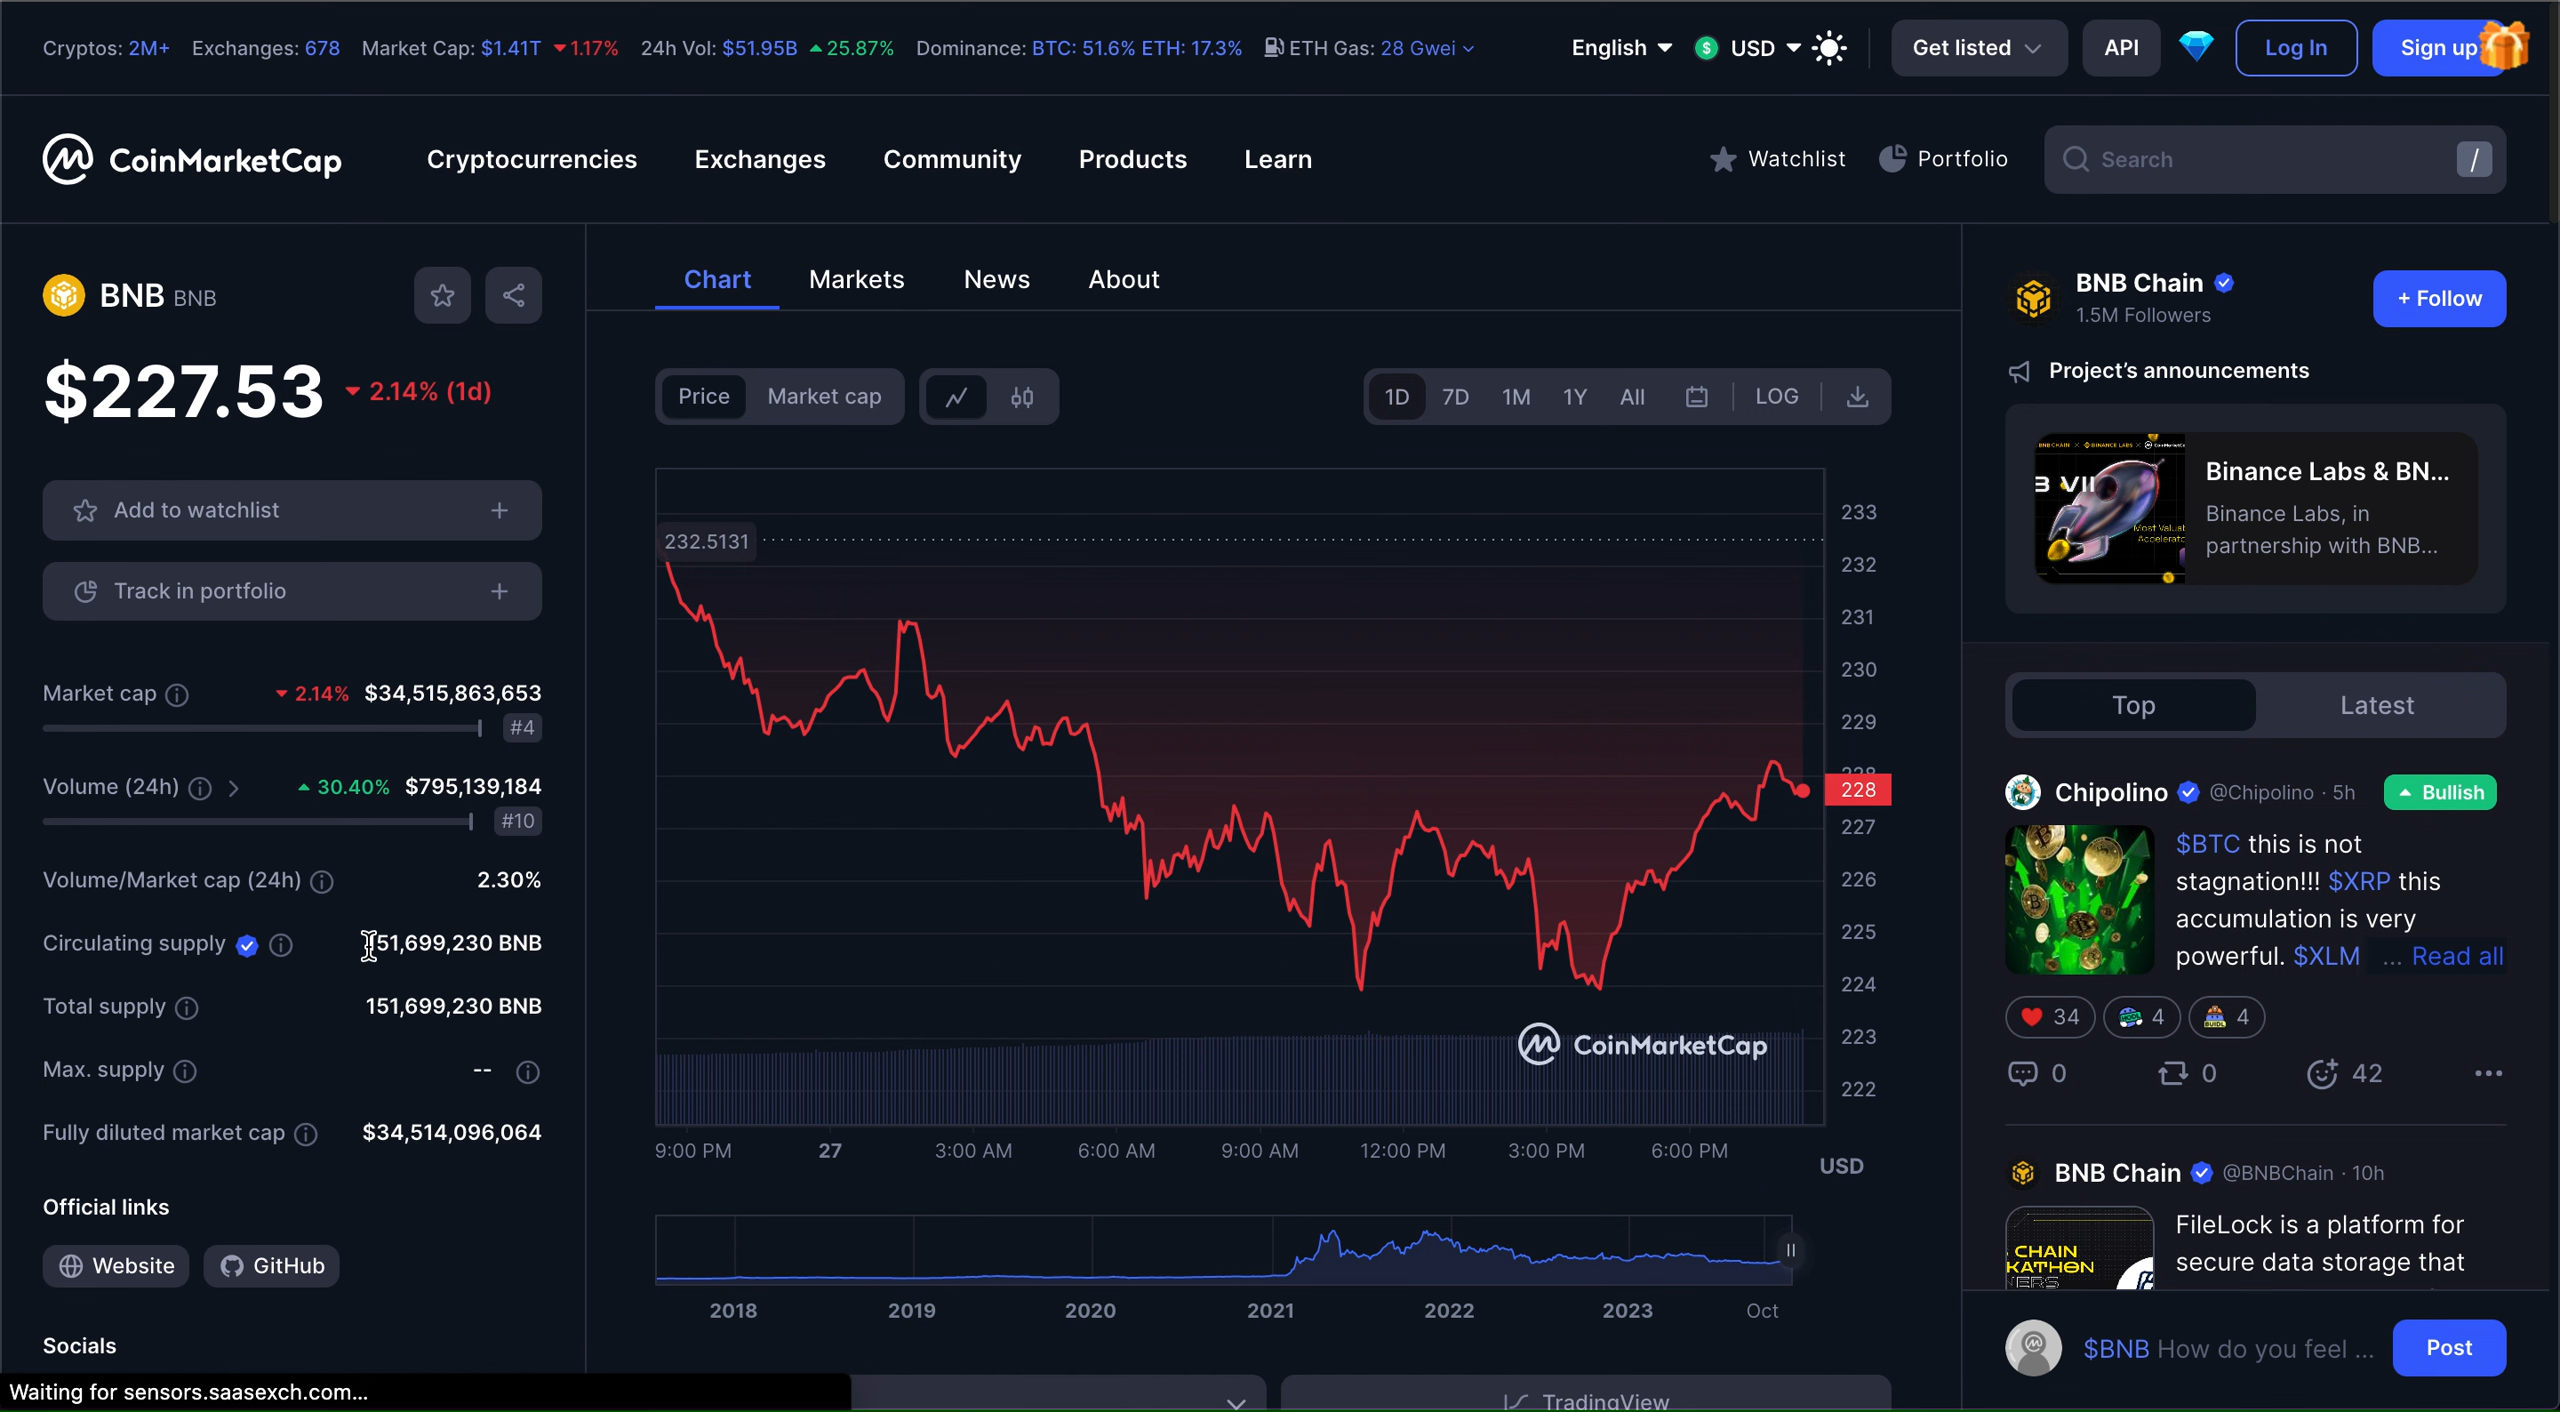 Cryptos: 2M+ Exchanges: 678 Market Cap: $1.41T 1.17% 24h Vol: $51.95B 25.87% Dominance: BTC: 51.6% ETH: 17.3% ETH Gas: 28 Gwei
English $ USD Get listed API Log In Sign up
CoinMarketCap Cryptocurrencies Exchanges Community Products Learn Watchlist Portfolio Search /
BNB BNB
$227.53 2.14% (1d)
Add to watchlist +
Track in portfolio +
Market cap 2.14% $34,515,863,653
#4
Volume (24h) 30.40% $795,139,184
#10
Volume/Market cap (24h) 2.30%
Circulating supply 151,699,230 BNB
Total supply 151,699,230 BNB
Max. supply --
Fully diluted market cap $34,514,096,064
Official links
Website GitHub
Socials
Waiting for sensors.saasexch.com...
Chart Markets News About
Price Market cap 1D 7D 1M 1Y All LOG
232.5131
233
232
231
230
229
228
228
227
226
225
224
223
222
CoinMarketCap
9:00 PM 27 3:00 AM 6:00 AM 9:00 AM 12:00 PM 3:00 PM 6:00 PM
USD
2018 2019 2020 2021 2022 2023 Oct
TradingView
BNB Chain
1.5M Followers
+ Follow
Project's announcements
BNB CHAIN × BINANCE LABS ×
B VII
Most Valuab
Accelerato
Binance Labs & BN...
Binance Labs, in
partnership with BNB...
Top Latest
Chipolino @Chipolino · 5h Bullish
$BTC this is not
stagnation!!! $XRP this
accumulation is very
powerful. $XLM ... Read all
34 4 4
0 0 42
BNB Chain @BNBChain · 10h
CHAIN
KATHON
FileLock is a platform for
secure data storage that
$BNB How do you feel ... Post